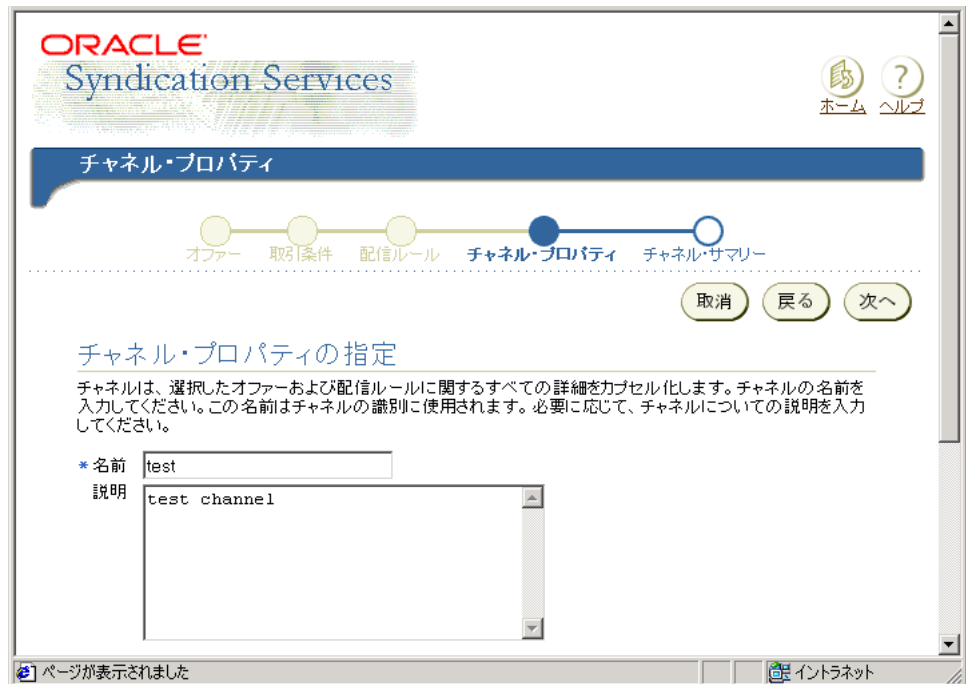 ORACLE
Syndication Services
ホーム ヘルプ
チャネル・プロパティ
オファー 取引条件 配信ルール チャネル・プロパティ チャネル・サマリー
取消 戻る 次へ
チャネル・プロパティの指定
チャネルは、選択したオファーおよび配信ルールに関するすべての詳細をカプセル化します。チャネルの名前を
入力してください。この名前はチャネルの識別に使用されます。必要に応じて、チャネルについての説明を入力
してください。
* 名前 test
説明 test channel
ページが表示されました イントラネット